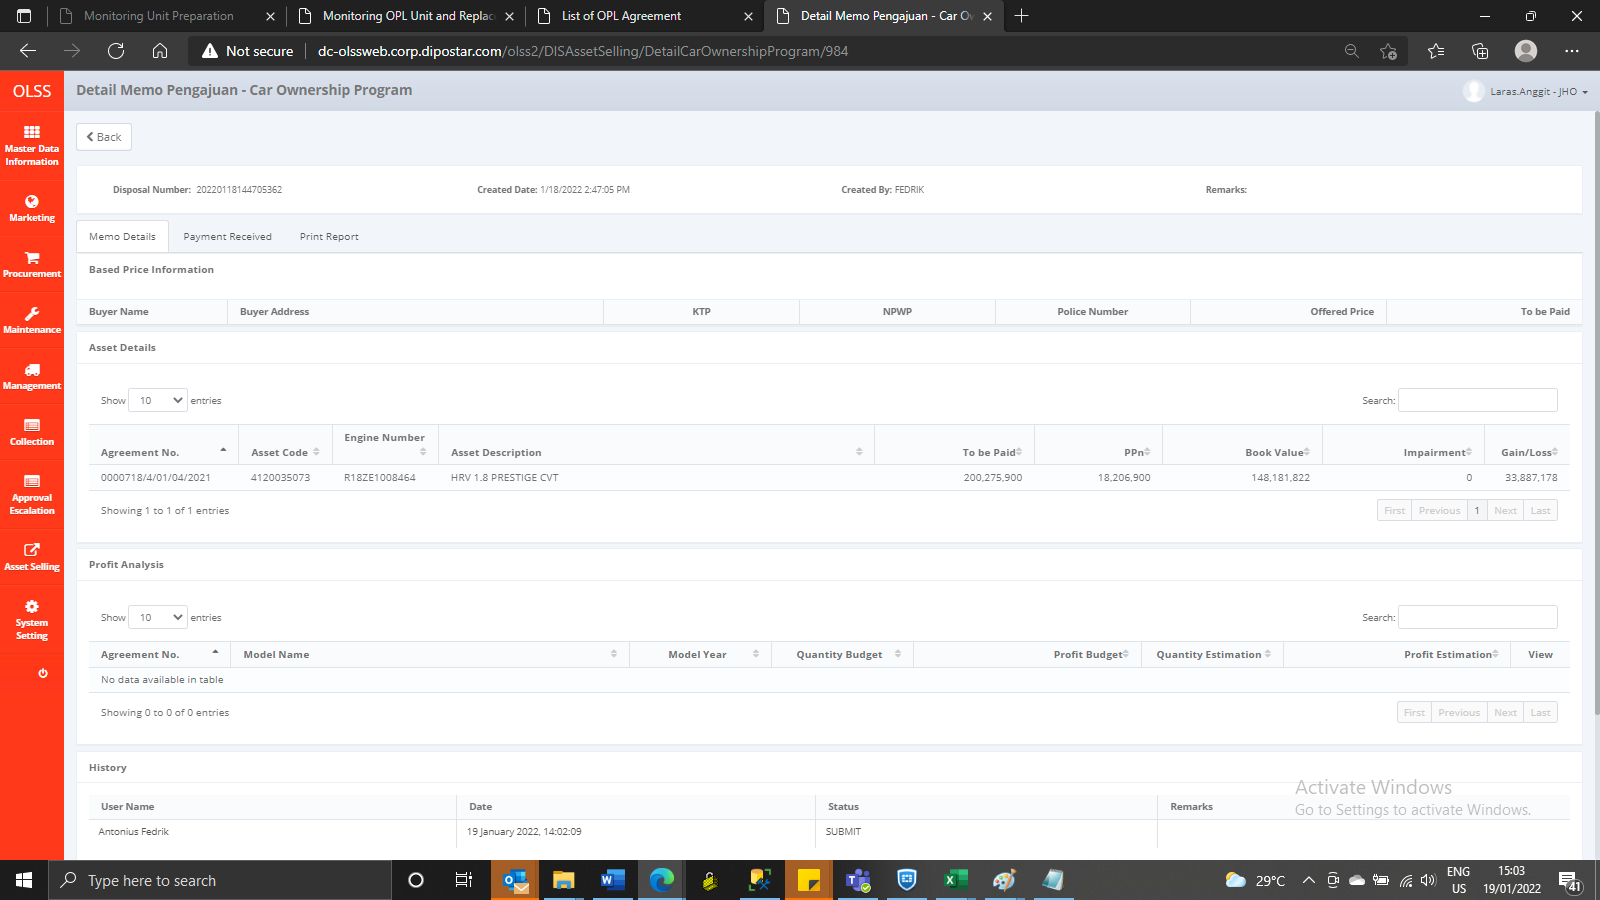 Monitoring Unit Preparation
Monitoring OPL Unit and Replac
List of OPL Agreement
Detail Memo Pengajuan - Car Ow
Not secure
dc-olssweb.corp.dipostar.com/olss2/DISAssetSelling/DetailCarOwnershipProgram/984
OLSS
Detail Memo Pengajuan - Car Ownership Program
Laras.Anggit - JHO
Master Data
Information
Marketing
Procurement
Maintenance
Management
Collection
Approval
Escalation
Asset Selling
System
Setting
Back
Disposal Number: 20220118144705362 Created Date: 1/18/2022 2:47:05 PM Created By: FEDRIK Remarks:
Memo Details Payment Received Print Report
Based Price Information
Buyer Name Buyer Address KTP NPWP Police Number Offered Price To be Paid
Asset Details
Show 10 entries Search:
Agreement No. Asset Code Engine Number Asset Description To be Paid PPn Book Value Impairment Gain/Loss
0000718/4/01/04/2021 4120035073 R18ZE1008464 HRV 1.8 PRESTIGE CVT 200,275,900 18,206,900 148,181,822 0 33,887,178
Showing 1 to 1 of 1 entries First Previous 1 Next Last
Profit Analysis
Show 10 entries Search:
Agreement No. Model Name Model Year Quantity Budget Profit Budget Quantity Estimation Profit Estimation View
No data available in table
Showing 0 to 0 of 0 entries First Previous Next Last
History
User Name Date Status Remarks
Antonius Fedrik 19 January 2022, 14:02:09 SUBMIT
Activate Windows
Go to Settings to activate Windows.
Type here to search
29°C
ENG
US
15:03
19/01/2022
41